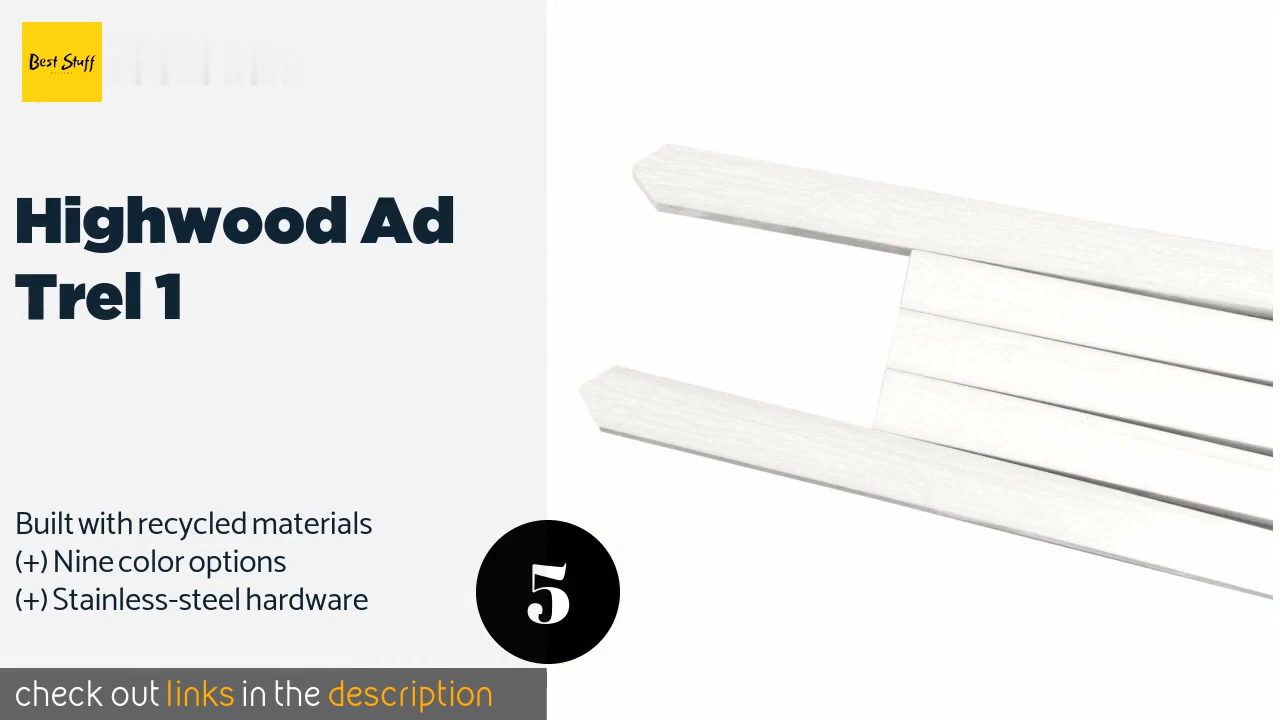 Best Stuff
Highwood Ad
Trel 1
Built with recycled materials
(+) Nine color options
(+) Stainless-steel hardware
5
check out links in the description